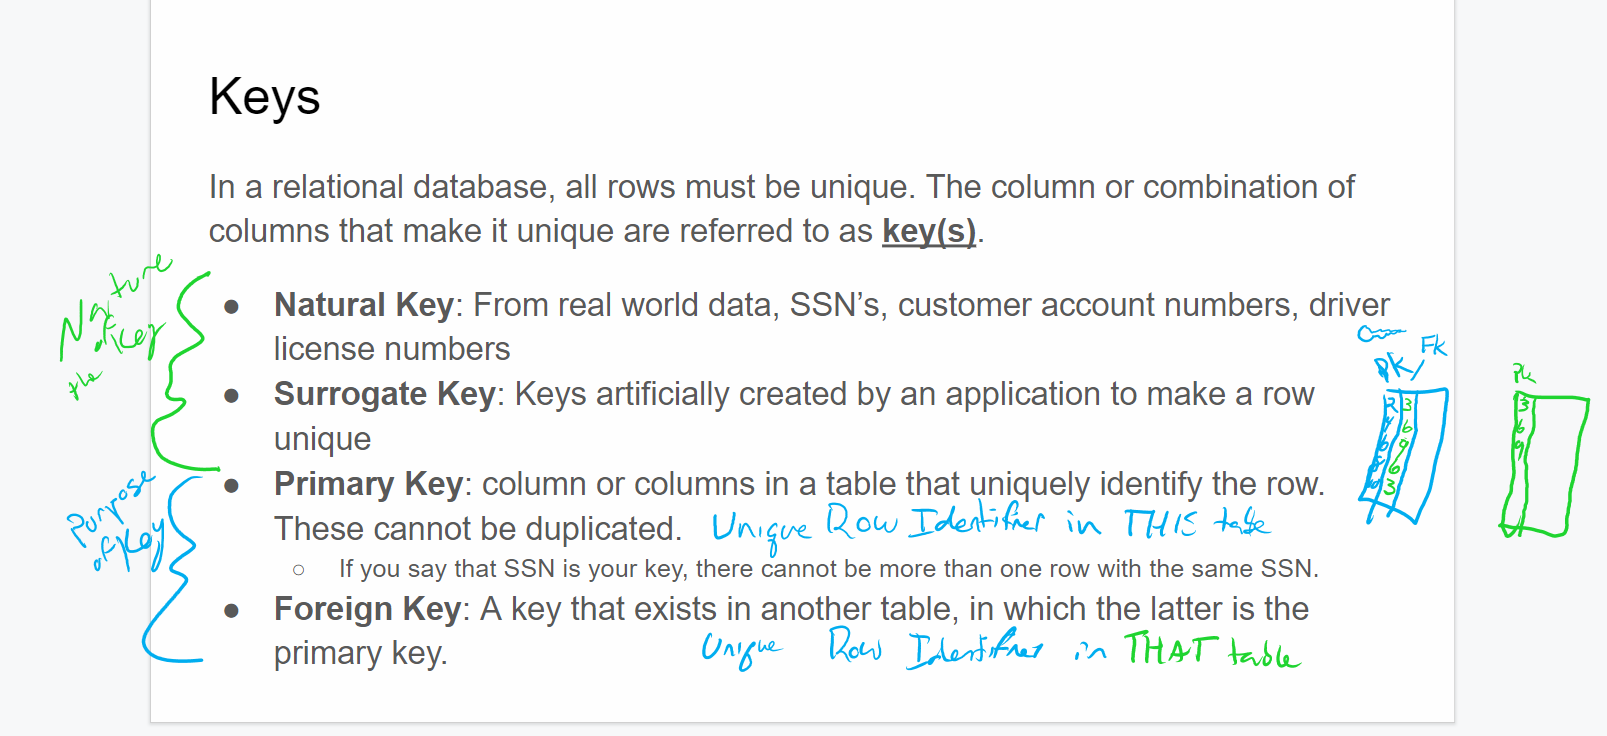 Keys
In a relational database, all rows must be unique. The column or combination of
columns that make it unique are referred to as key(s).
Nature
of key
the
● Natural Key: From real world data, SSN’s, customer account numbers, driver
license numbers
● Surrogate Key: Keys artificially created by an application to make a row
unique
Purpose
of Key
● Primary Key: column or columns in a table that uniquely identify the row.
These cannot be duplicated. Unique Row Identifier in THIS table
○ If you say that SSN is your key, there cannot be more than one row with the same SSN.
● Foreign Key: A key that exists in another table, in which the latter is the
primary key. Unique Row Identifier in THAT table
PK, FK
2 3
4 6
6 9
8 6
10 3
PK
3
6
9